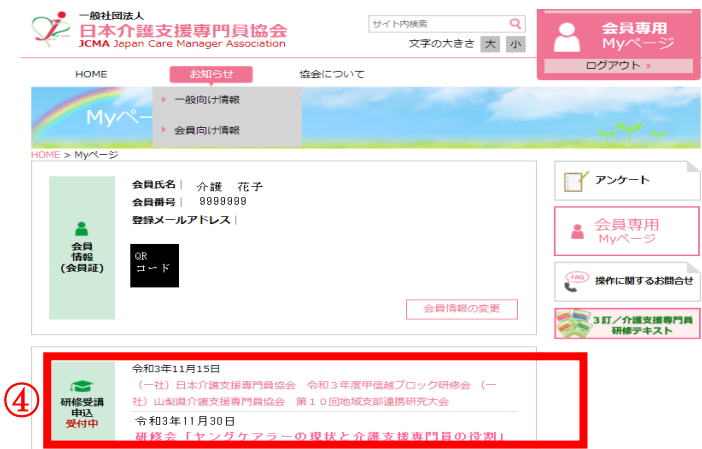 一般社団法人
日本介護支援専門員協会
JCMA Japan Care Manager Association
サイト内検索
文字の大きさ 大 小
会員専用
Myページ
ログアウト
HOME お知らせ 協会について
一般向け情報
会員向け情報
Myペー
HOME > Myページ
会員
情報
(会員証)
会員氏名| 介護 花子
会員番号| 9999999
登録メールアドレス|
QR
コード
会員情報の変更
アンケート
会員専用
Myページ
FAQ 操作に関するお問合せ
3訂/介護支援専門員
研修テキスト
④
研修受講
申込
受付中
令和3年11月15日
(一社)日本介護支援専門員協会 令和3年度甲信越ブロック研修会 (一
社)山梨県介護支援専門員協会 第10回地域支部連携研究大会
令和3年11月30日
研修会「ヤングケアラーの現状と介護支援専門員の役割」